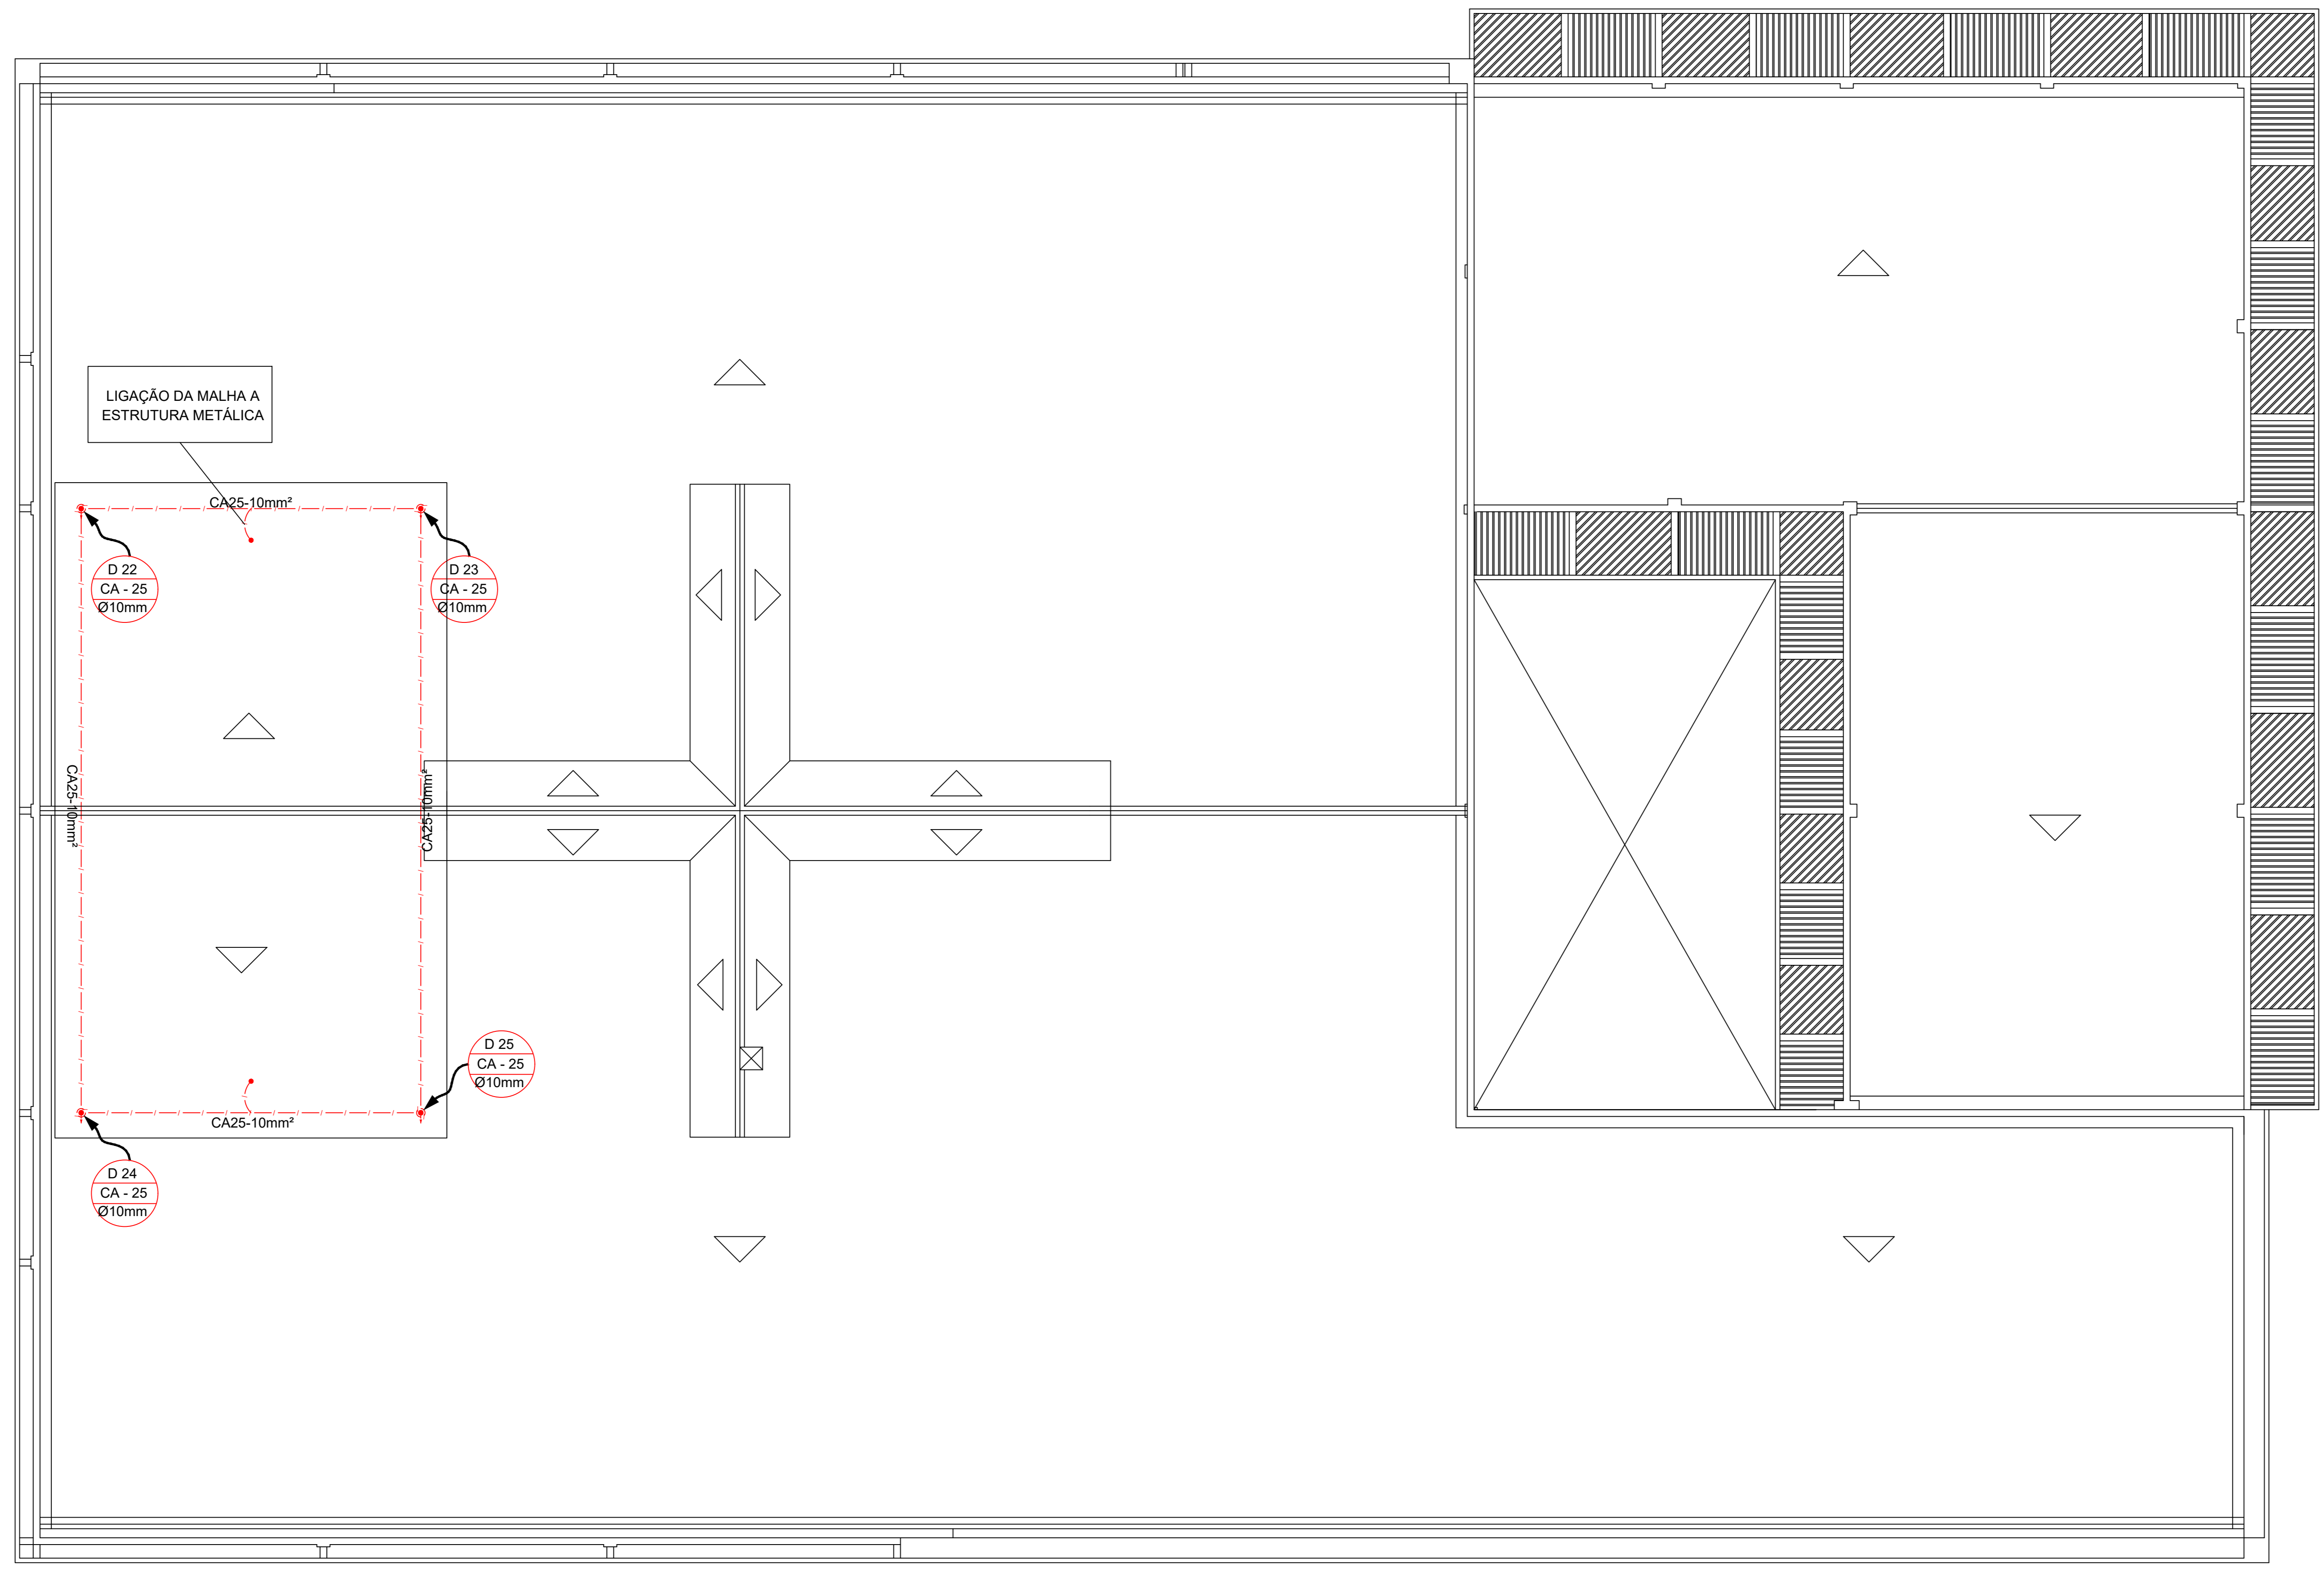 LIGAÇÃO DA MALHA A
ESTRUTURA METÁLICA
CA25-10mm²
D 22
CA - 25
Ø10mm
D 23
CA - 25
Ø10mm
CA25-10mm²
CA25-10mm²
D 25
CA - 25
Ø10mm
CA25-10mm²
D 24
CA - 25
Ø10mm